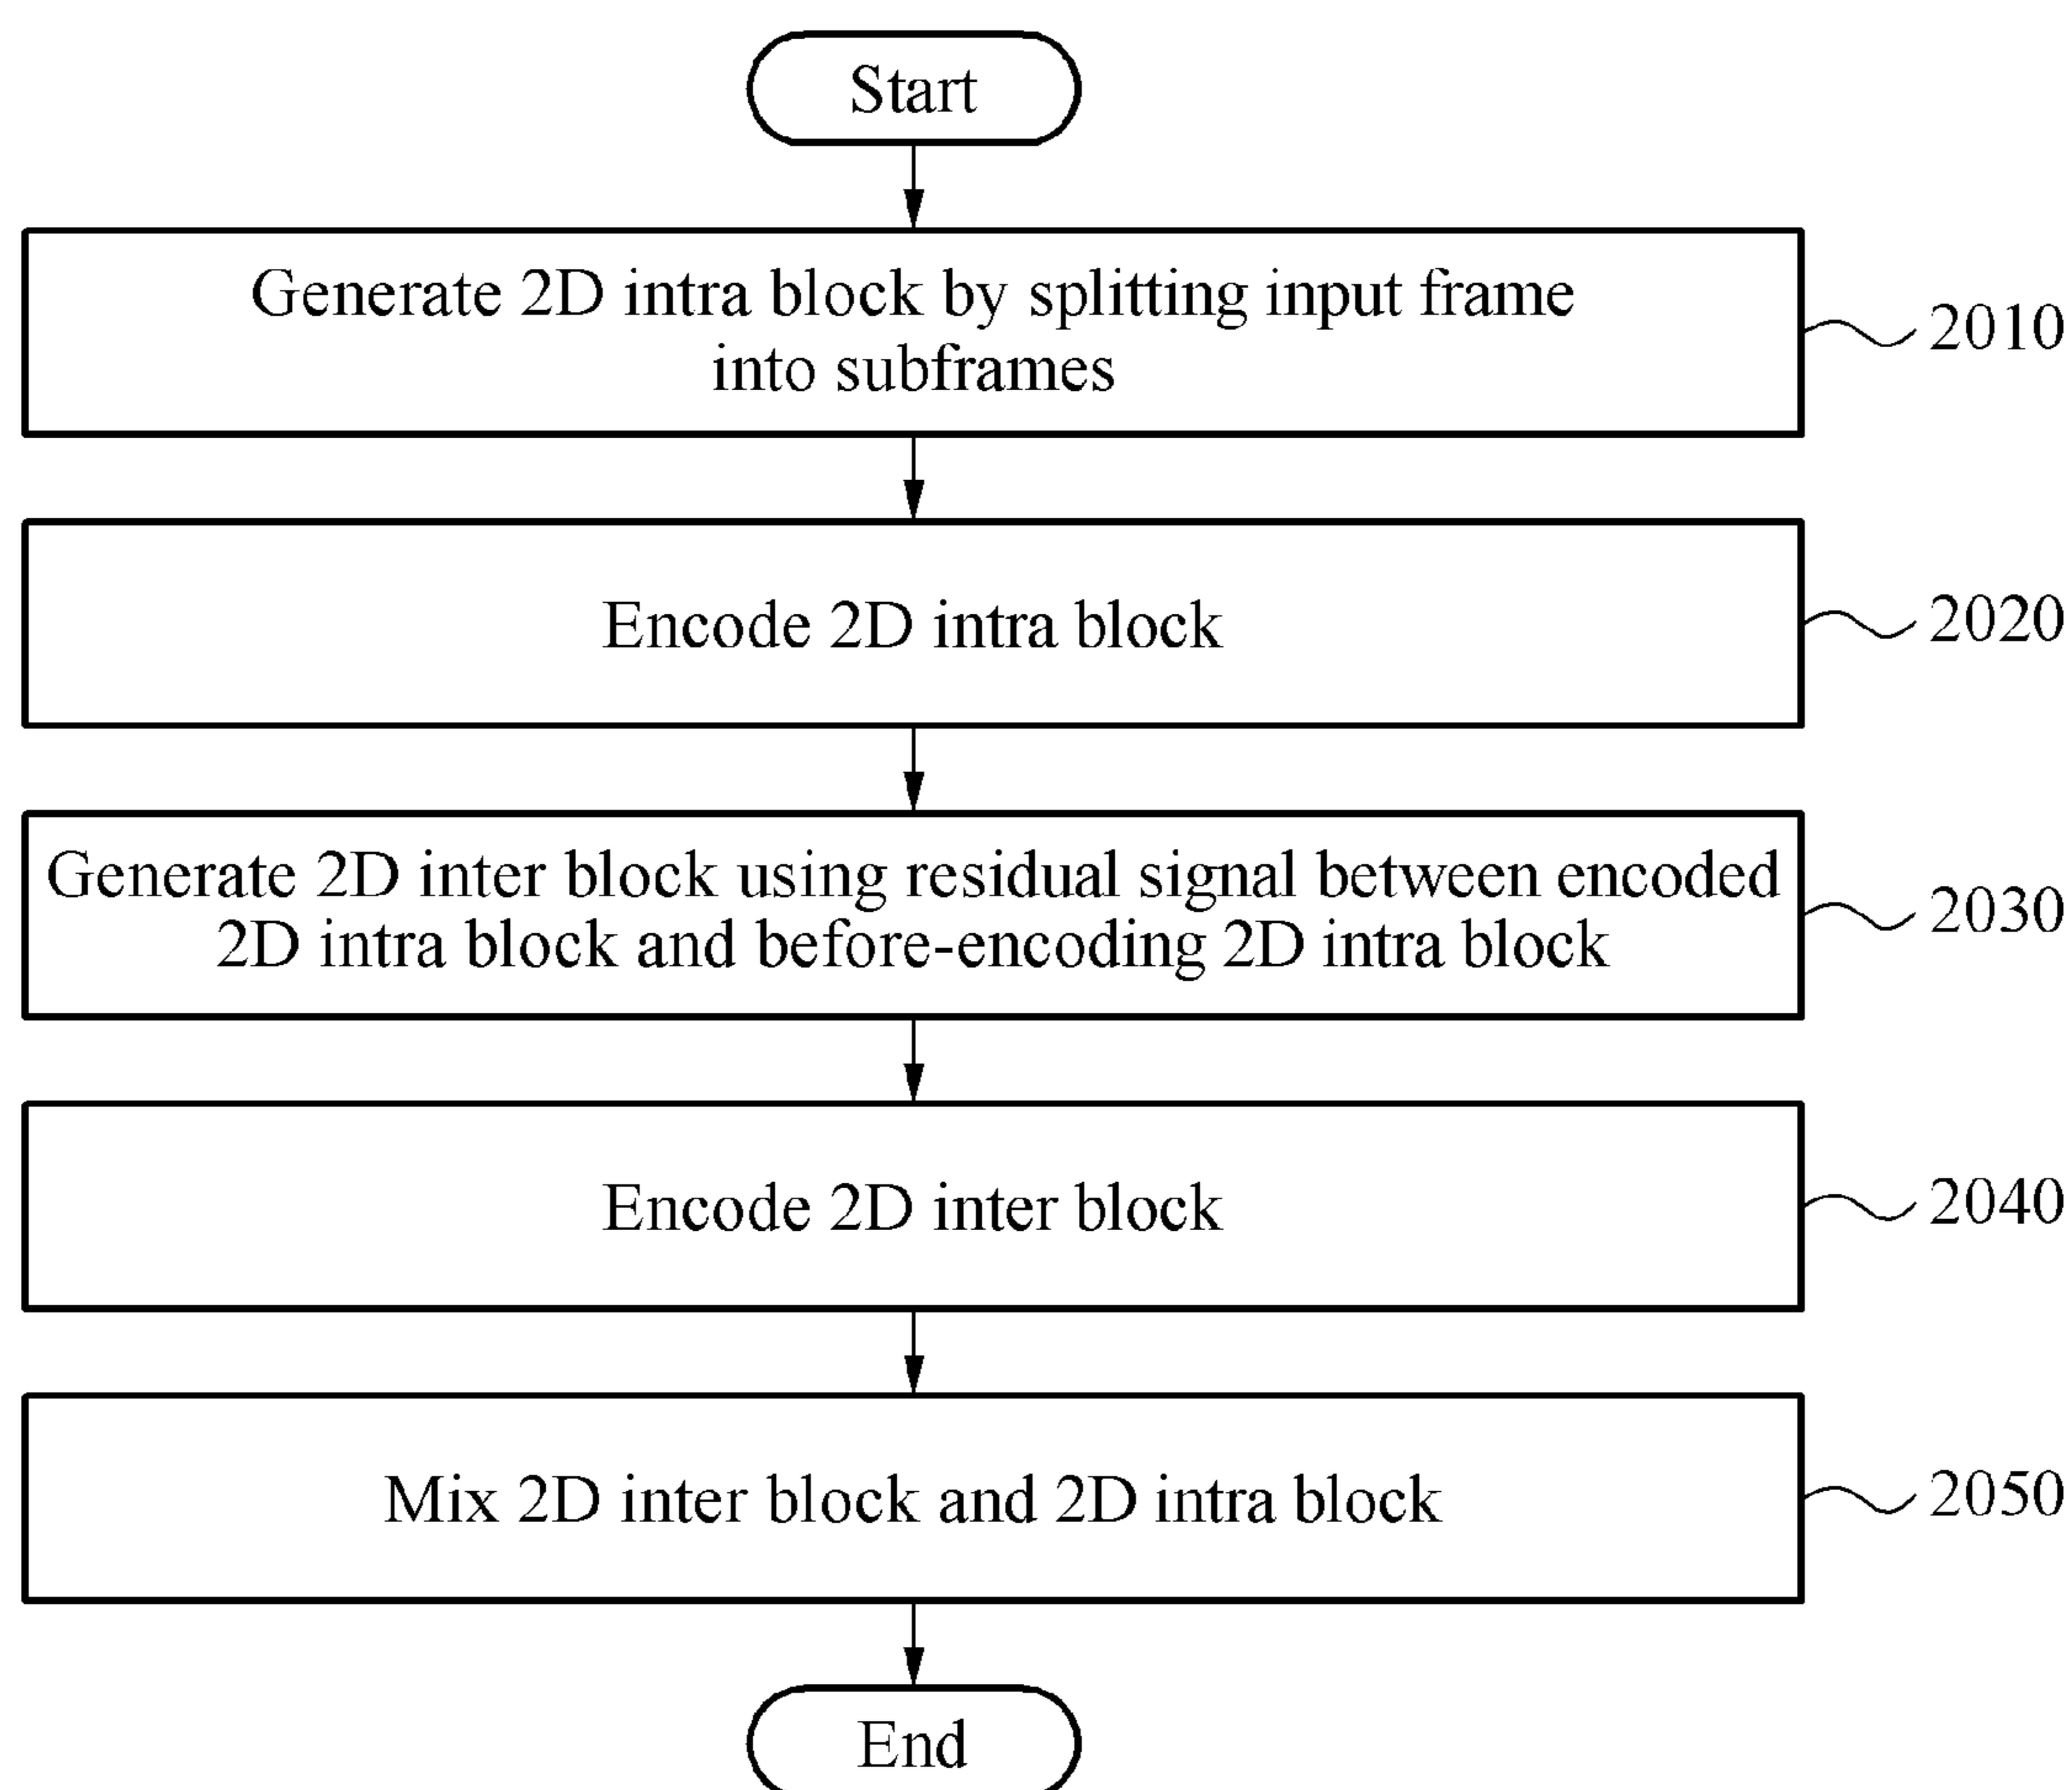 Start
Generate 2D intra block by splitting input frame
into subframes
2010
Encode 2D intra block
2020
Generate 2D inter block using residual signal between encoded
2D intra block and before-encoding 2D intra block
2030
Encode 2D inter block
2040
Mix 2D inter block and 2D intra block
2050
End